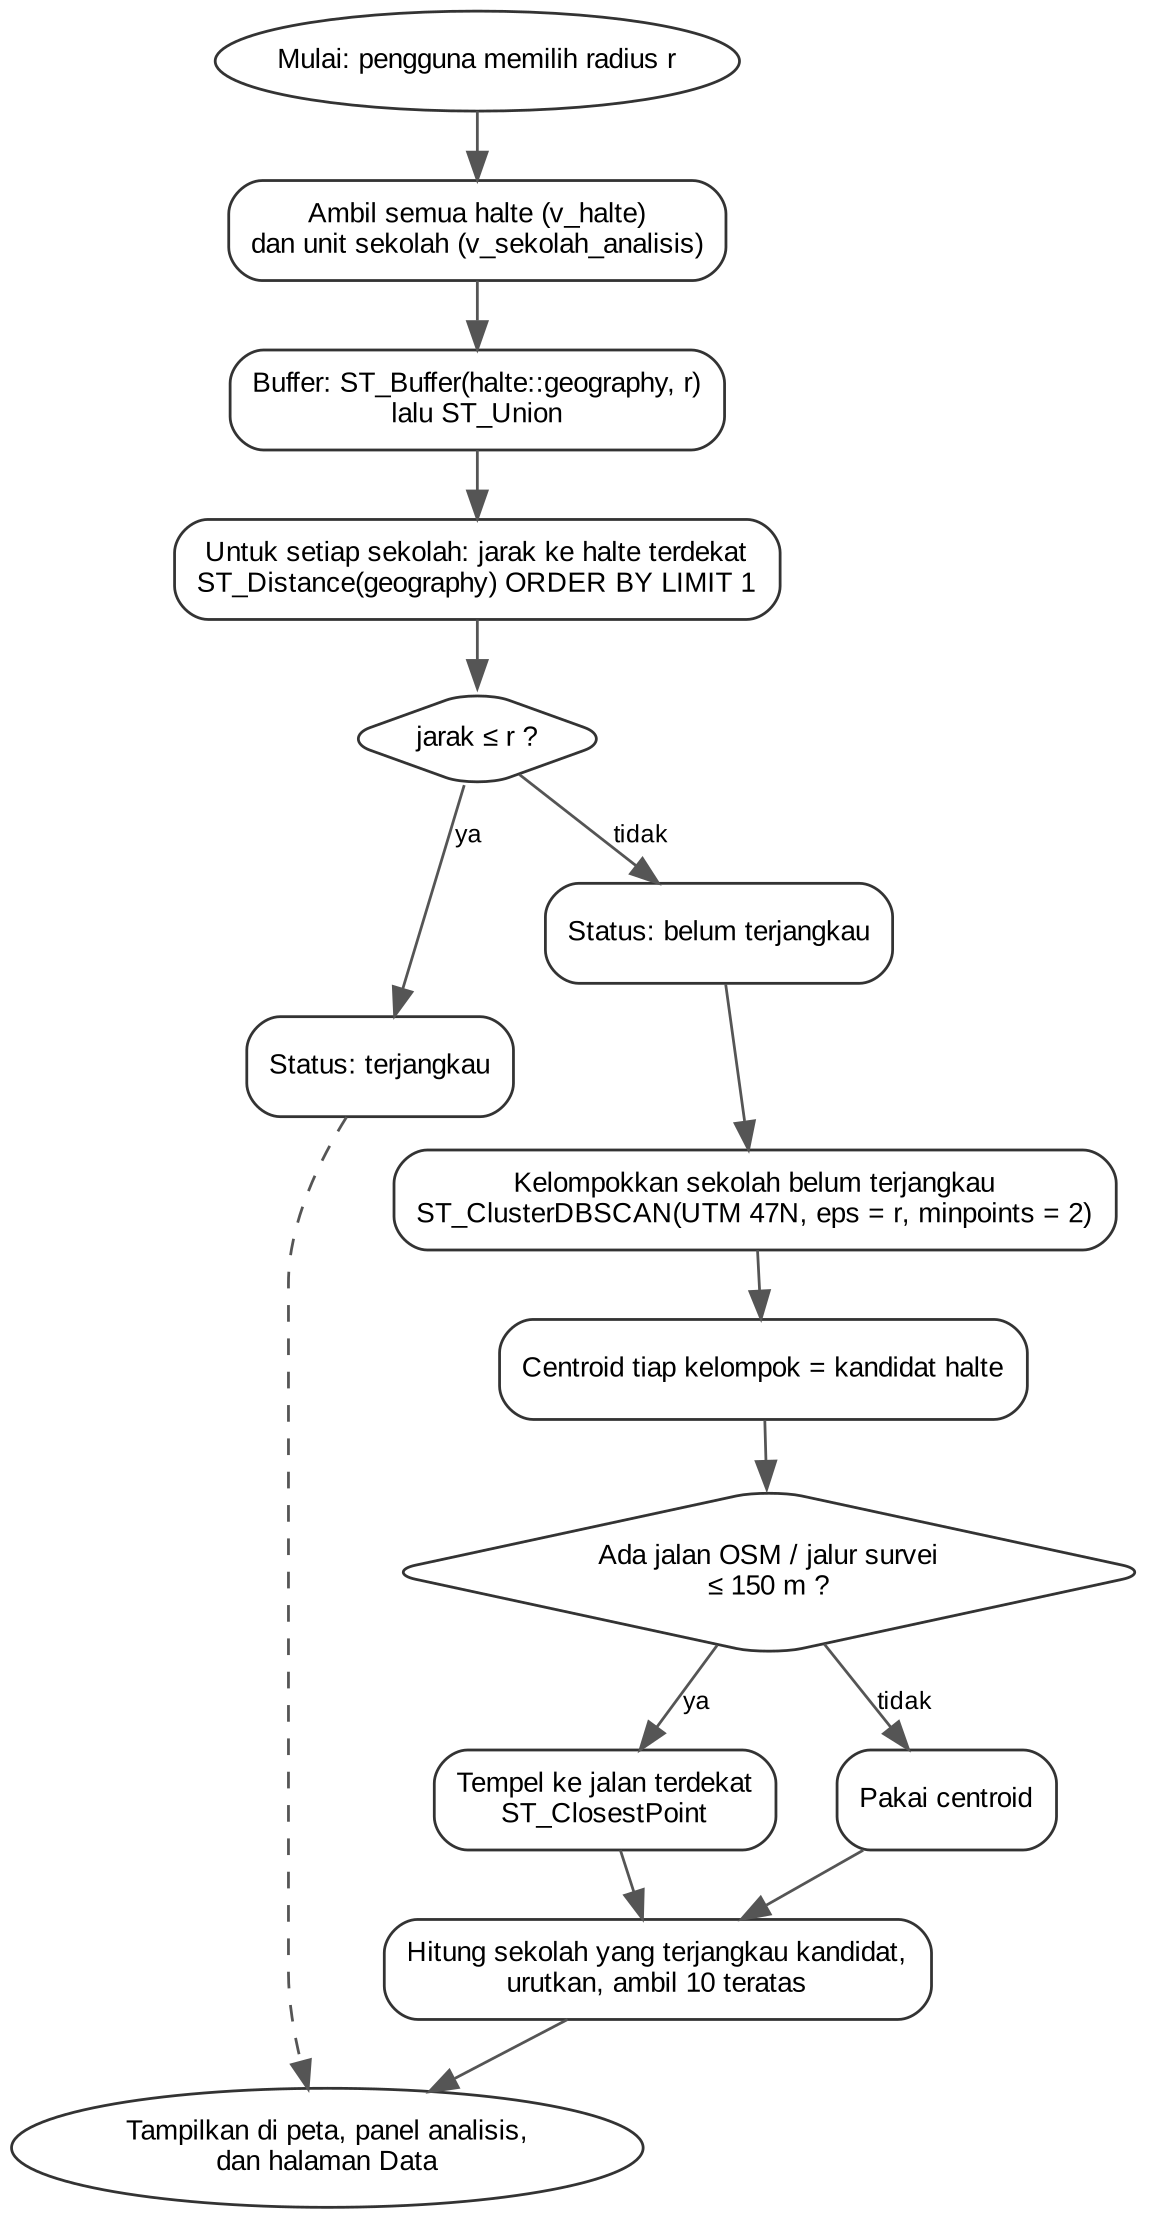 Mulai: pengguna memilih radius r
Ambil semua halte (v_halte)
dan unit sekolah (v_sekolah_analisis)
Buffer: ST_Buffer(halte::geography, r)
lalu ST_Union
Untuk setiap sekolah: jarak ke halte terdekat
ST_Distance(geography) ORDER BY LIMIT 1
jarak ≤ r ?
ya
tidak
Status: belum terjangkau
Status: terjangkau
Kelompokkan sekolah belum terjangkau
ST_ClusterDBSCAN(UTM 47N, eps = r, minpoints = 2)
Centroid tiap kelompok = kandidat halte
Ada jalan OSM / jalur survei
≤ 150 m ?
ya
tidak
Tempel ke jalan terdekat
ST_ClosestPoint
Pakai centroid
Hitung sekolah yang terjangkau kandidat,
urutkan, ambil 10 teratas
Tampilkan di peta, panel analisis,
dan halaman Data